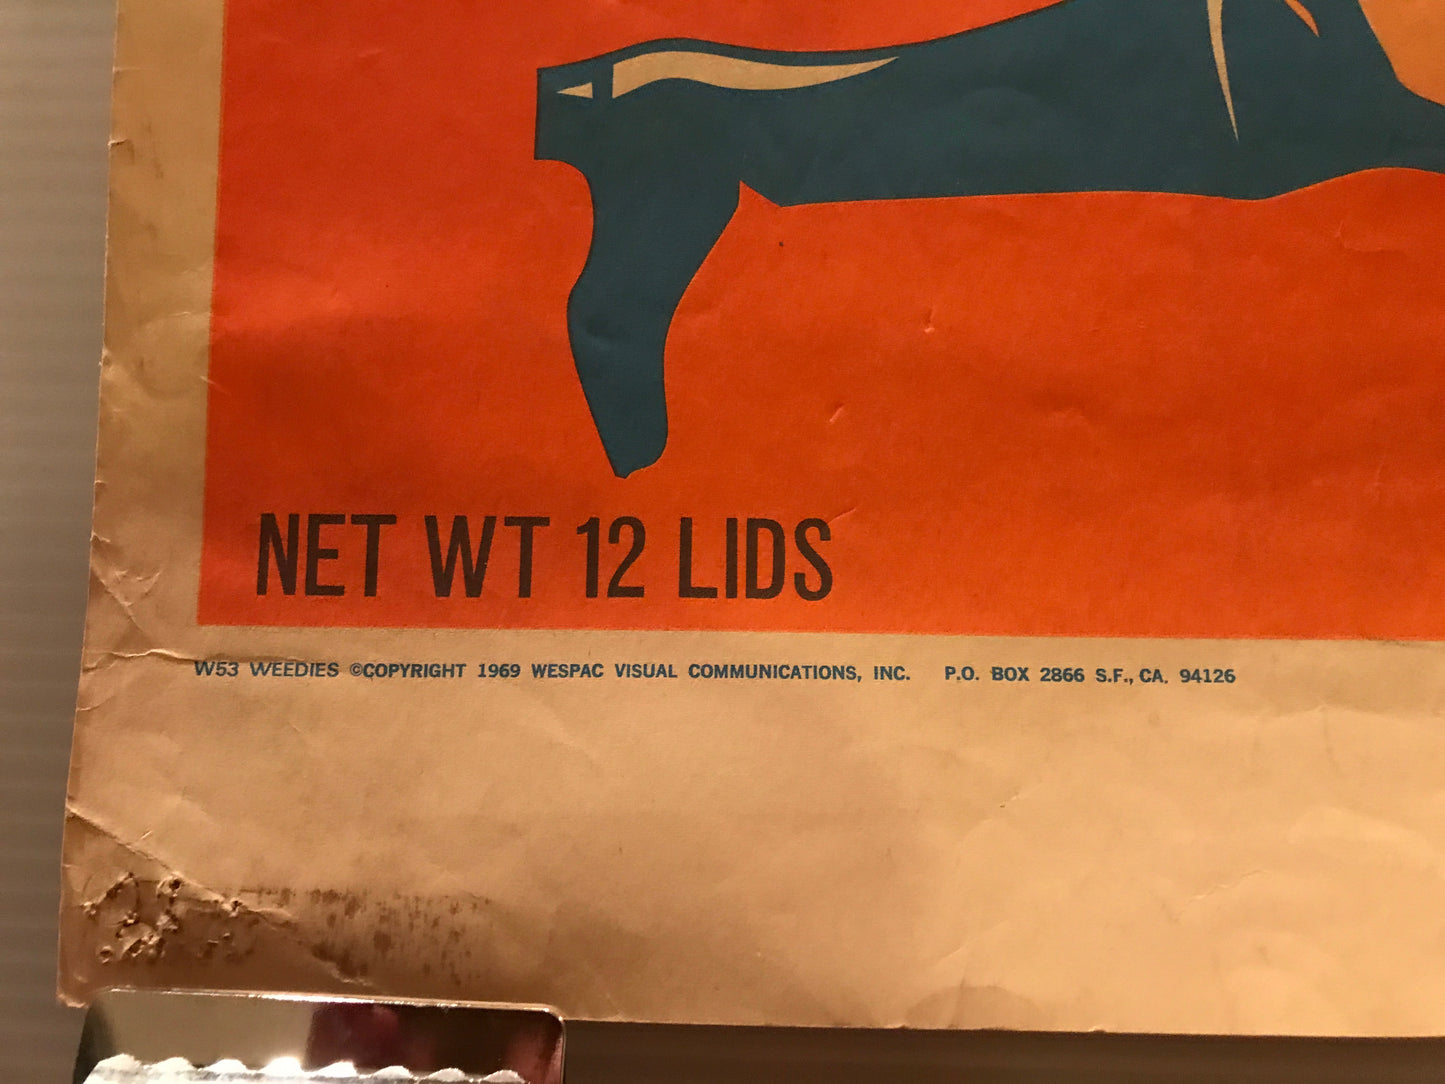 NET WT 12 LIDS
W53 WEEDIES ©COPYRIGHT 1969 WESPAC VISUAL COMMUNICATIONS, INC. P.O. BOX 2866 S.F., CA. 94126